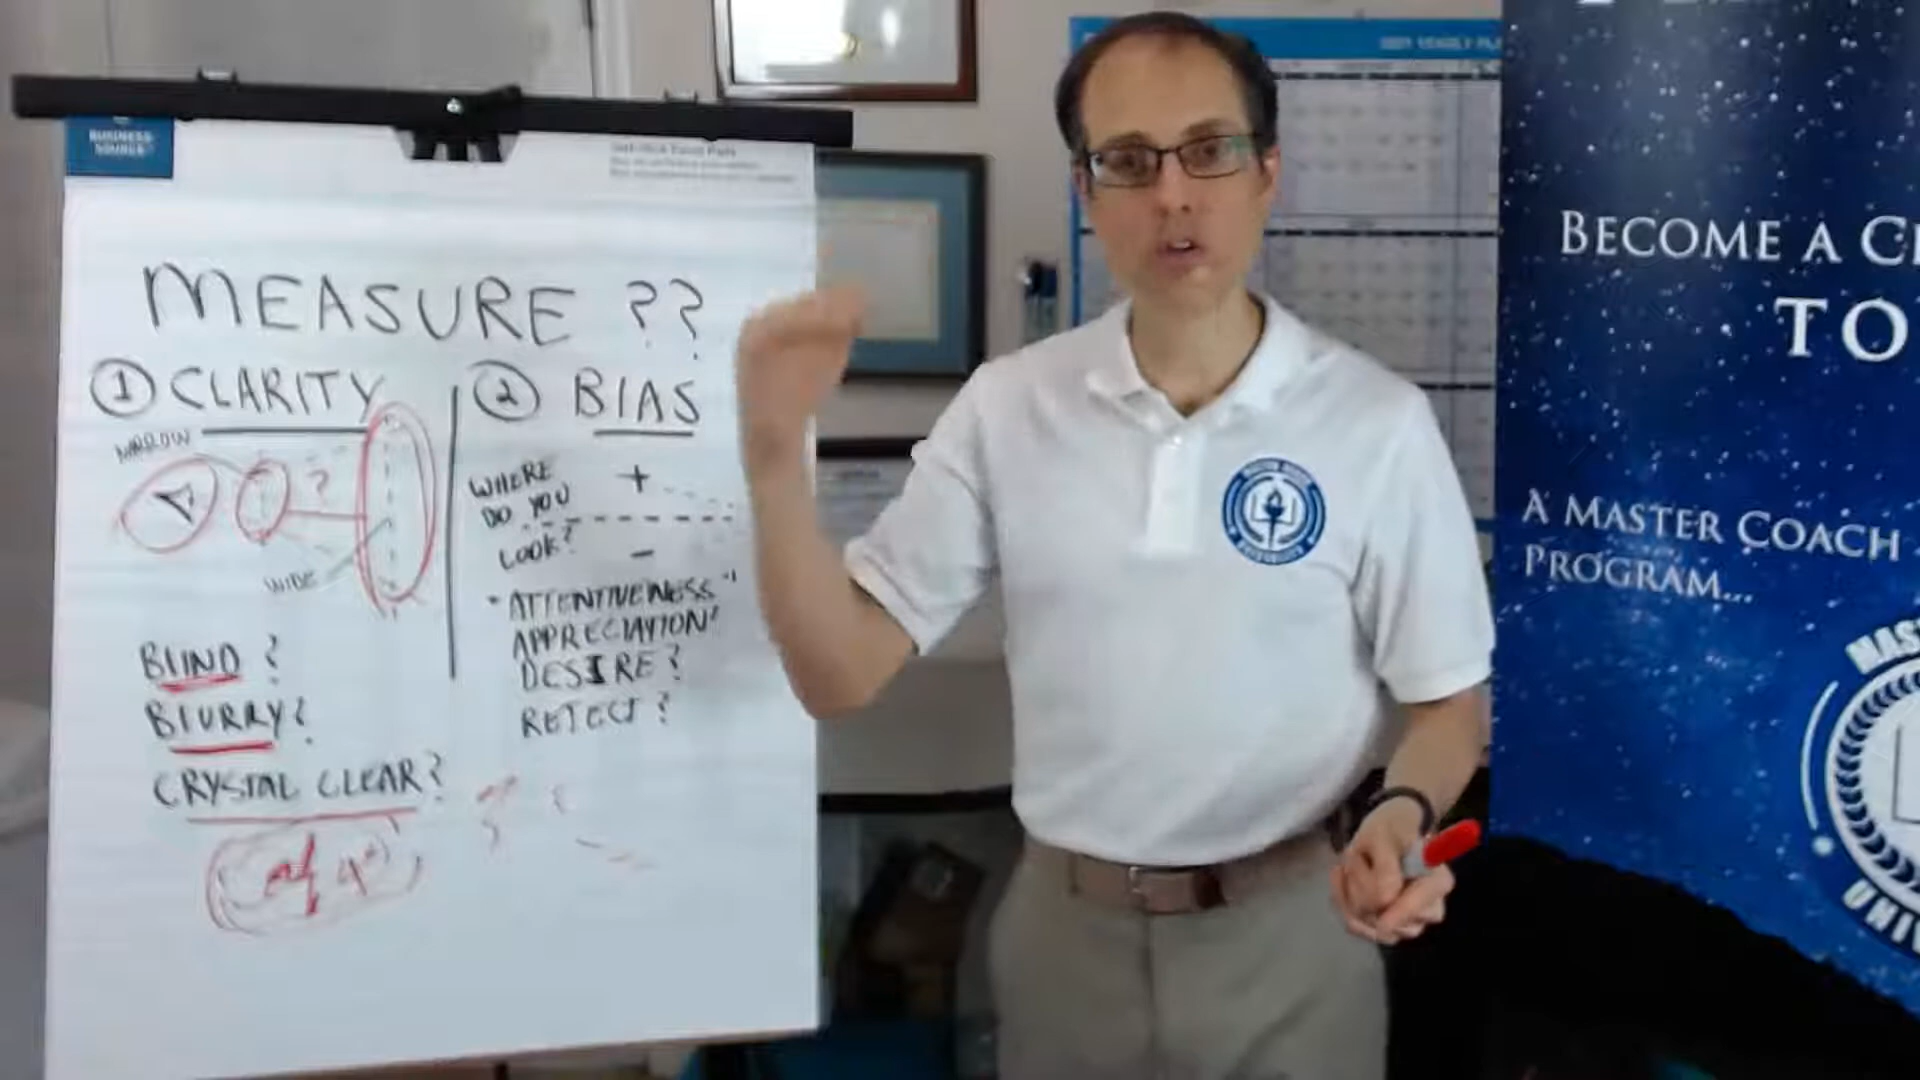 BUSINESS
SOURCE
MEASURE ??
1 CLARITY
NARROW
?
WIDE
BLIND?
BLURRY?
CRYSTAL CLEAR?
2 BIAS
WHERE
DO YOU
LOOK?
+
-
"ATTENTIVENESS"
APPRECIATION?
DESIRE?
REJECT?
YEARLY
BECOME A C
TO
A MASTER COACH
PROGRAM...